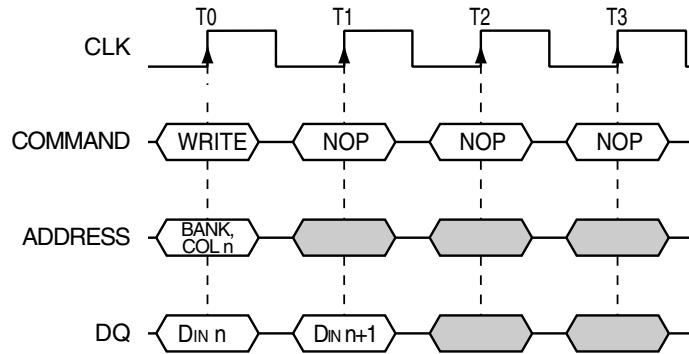 T0 T1 T2 T3
CLK
COMMAND WRITE NOP NOP NOP
ADDRESS BANK,
COL n
DQ DIN n DIN n+1